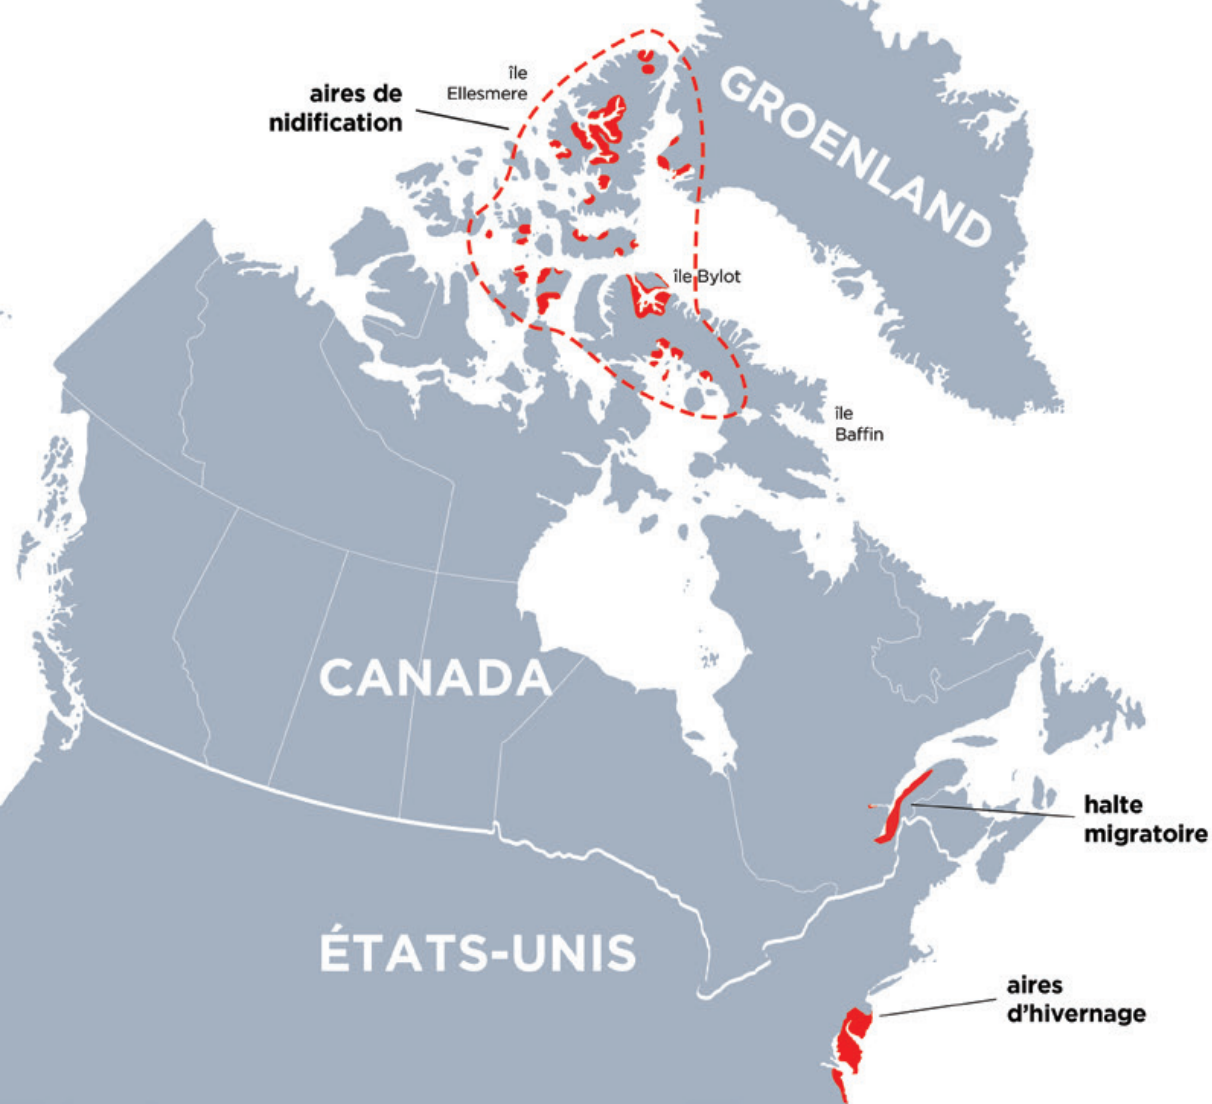 île
Ellesmere
aires de
nidification
GROENLAND
île Bylot
île
Baffin
CANADA
halte
migratoire
ÉTATS-UNIS
aires
d'hivernage